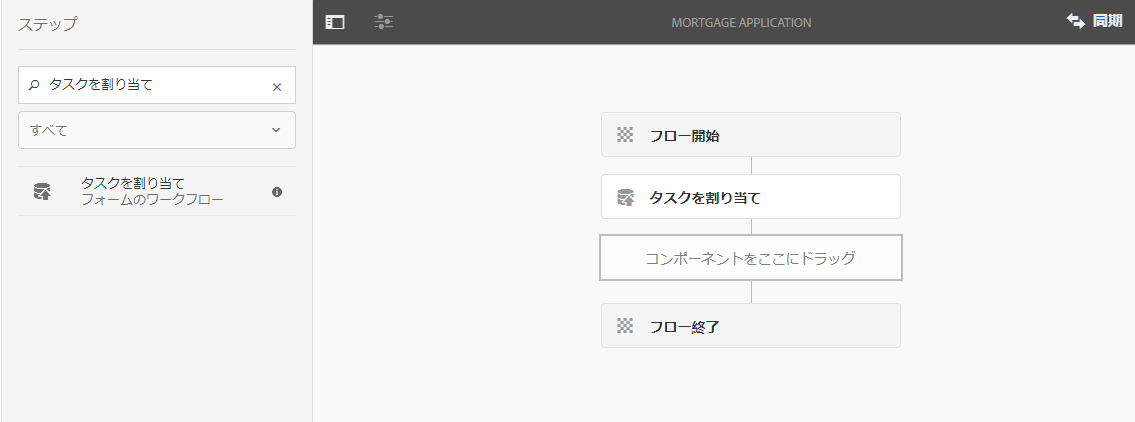 ステップ
タスクを割り当て
すべて
タスクを割り当て
フォームのワークフロー
MORTGAGE APPLICATION
同期
フロー開始
タスクを割り当て
コンポーネントをここにドラッグ
フロー終了